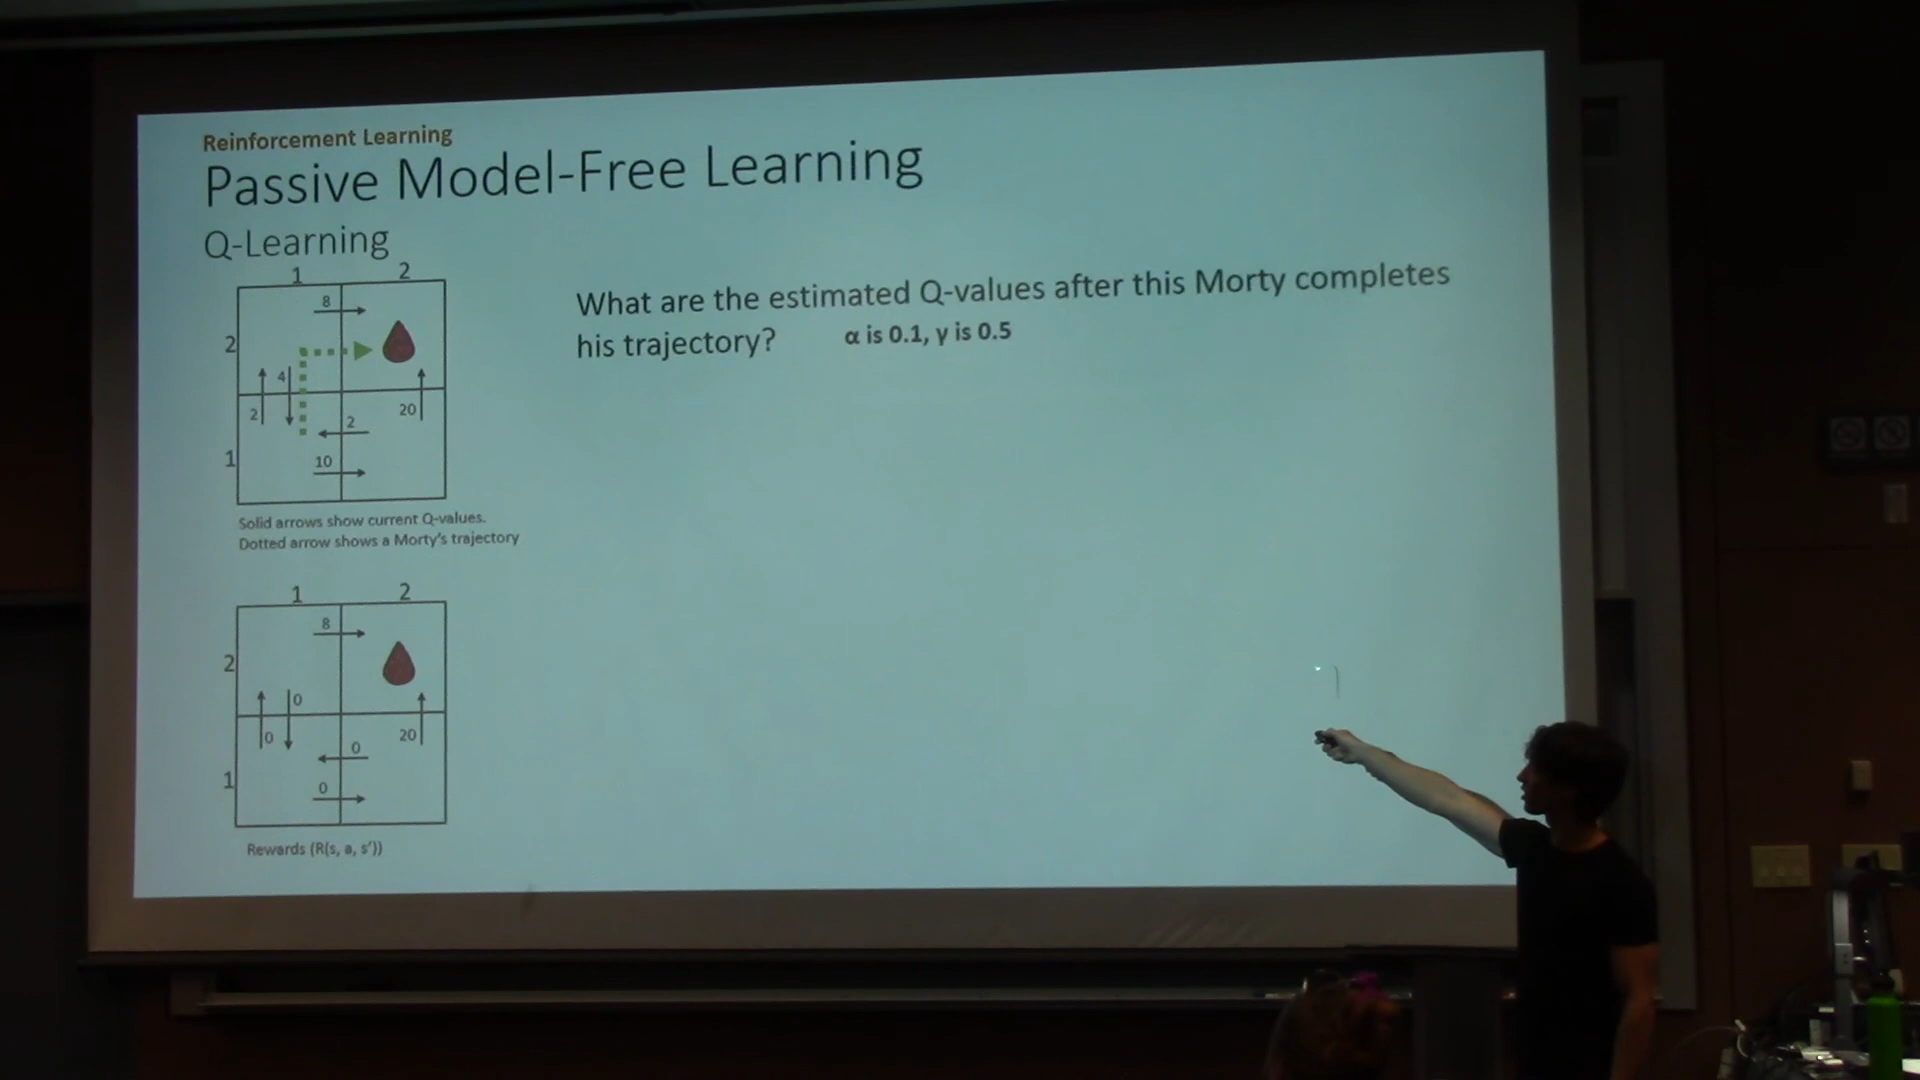 Reinforcement Learning
Passive Model-Free Learning
Q-Learning
1 2
8
2
4
2
20
2
1
10
Solid arrows show current Q-values.
Dotted arrow shows a Morty's trajectory
What are the estimated Q-values after this Morty completes
his trajectory? α is 0.1, γ is 0.5
1 2
8
2
0
0
20
0
1
0
Rewards (R(s, a, s'))